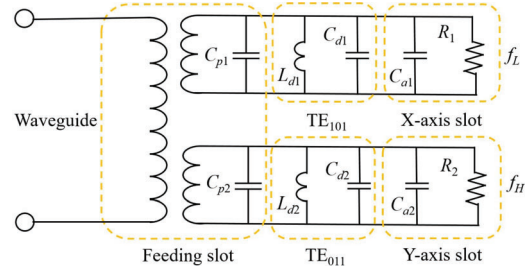 C_{p1} L_{d1} C_{d1} C_{a1} R_1 f_L
Waveguide
TE_{101} X-axis slot
C_{p2} L_{d2} C_{d2} C_{a2} R_2 f_H
Feeding slot TE_{011} Y-axis slot